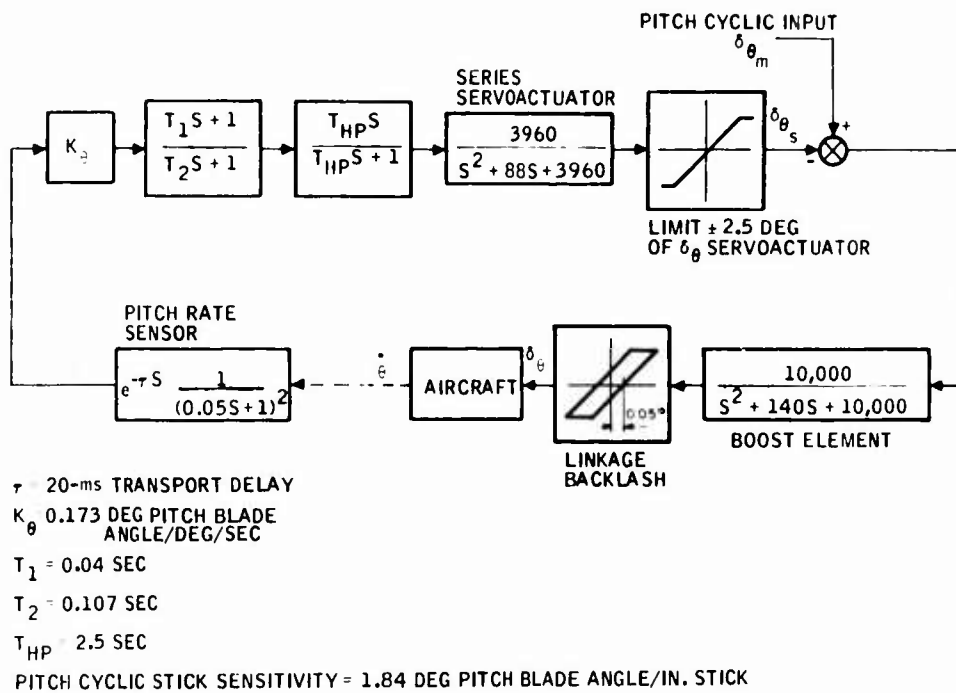 PITCH CYCLIC INPUT
δθm
SERIES
SERVOACTUATOR
Kθ
T1S + 1
T2S + 1
THPS
THPS + 1
3960
S² + 88S + 3960
δθs
+
-
LIMIT ± 2.5 DEG
OF δθ SERVOACTUATOR
PITCH RATE
SENSOR
e-τS 1
(0.05S+1)²
θ̇
AIRCRAFT
δθ
0.05°
LINKAGE
BACKLASH
10,000
S² + 140S + 10,000
BOOST ELEMENT
τ 20-ms TRANSPORT DELAY
Kθ 0.173 DEG PITCH BLADE
ANGLE/DEG/SEC
T1 = 0.04 SEC
T2 = 0.107 SEC
THP 2.5 SEC
PITCH CYCLIC STICK SENSITIVITY = 1.84 DEG PITCH BLADE ANGLE/IN. STICK